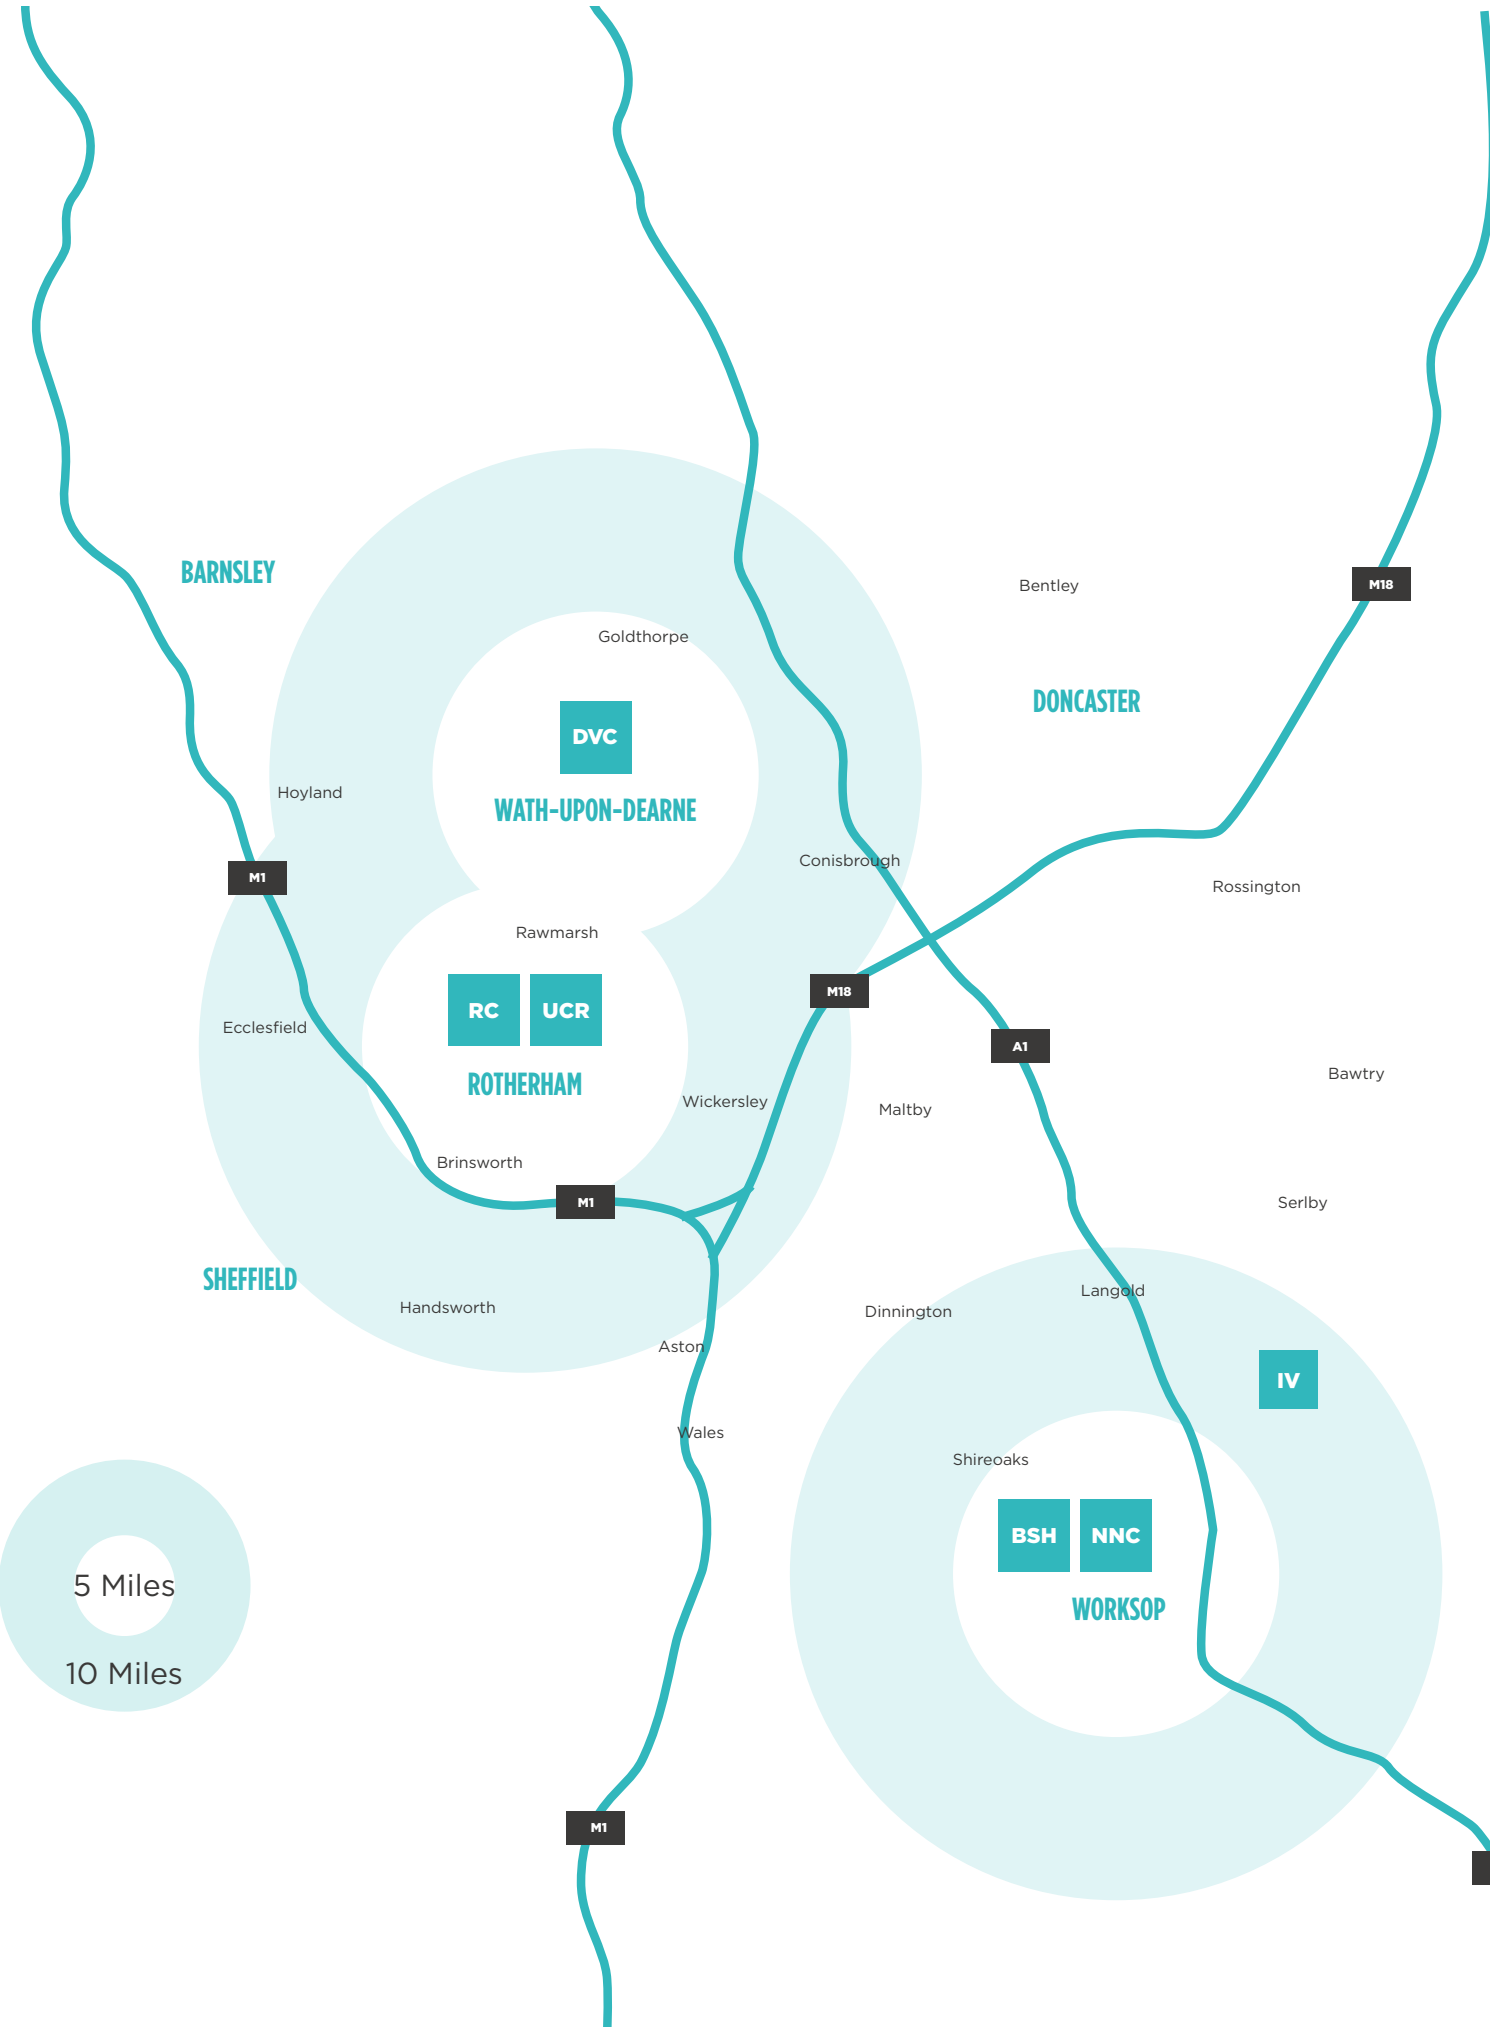 BARNSLEY
Bentley
M18
Goldthorpe
DONCASTER
DVC
Hoyland
WATH-UPON-DEARNE
Conisbrough
M1
Rossington
Rawmarsh
M18
RC
UCR
Ecclesfield
A1
Bawtry
ROTHERHAM
Wickersley
Maltby
Brinsworth
M1
Serlby
SHEFFIELD
Langold
Handsworth
Dinnington
Aston
IV
Wales
Shireoaks
BSH
NNC
5 Miles
WORKSOP
10 Miles
M1